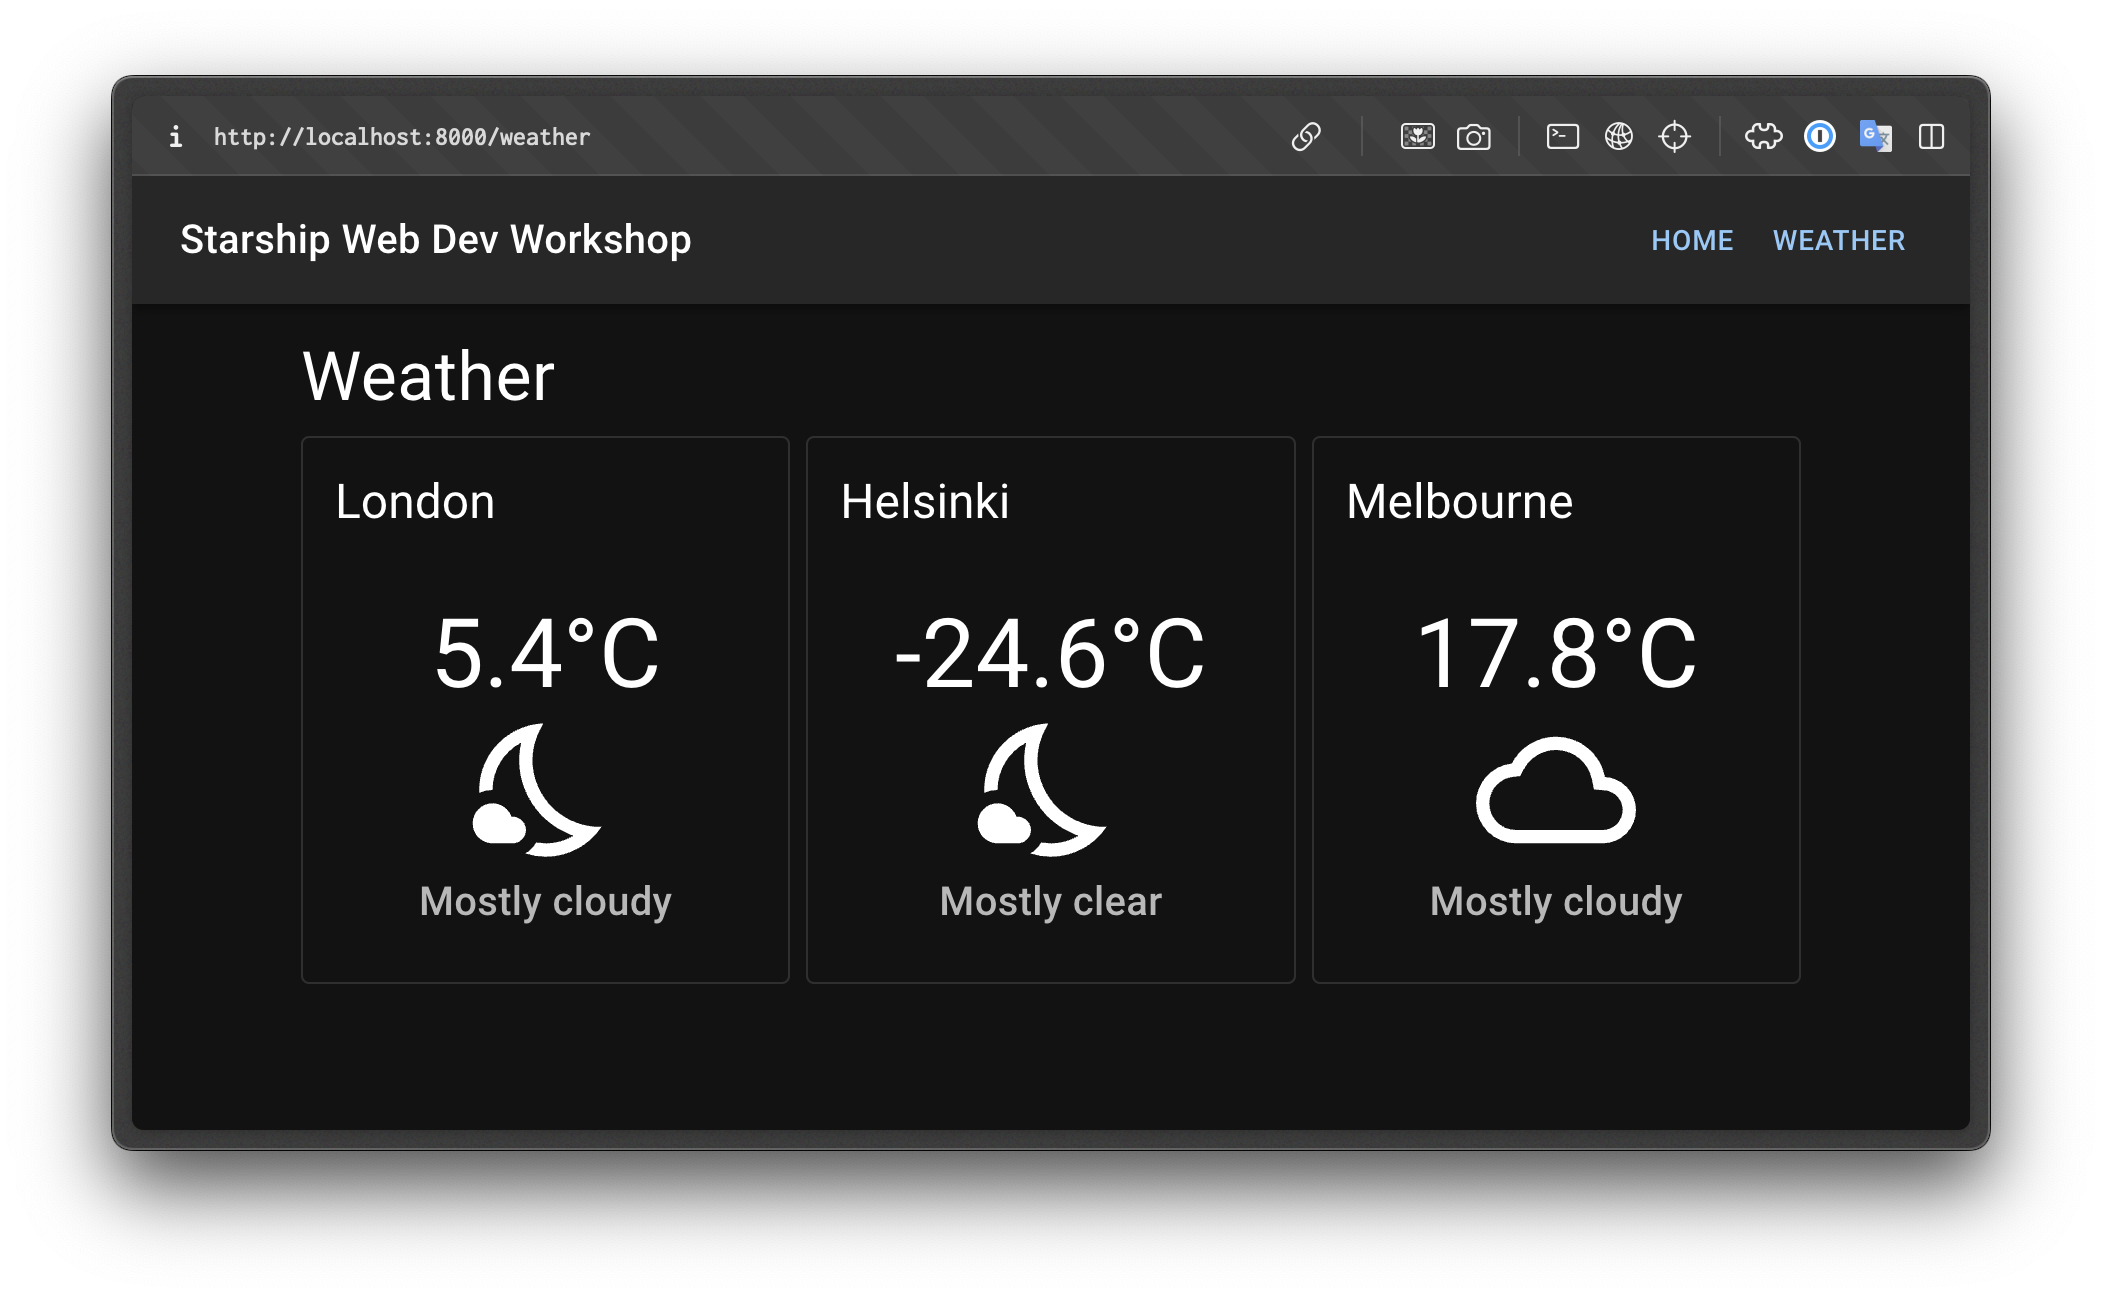 http://localhost:8000/weather
Starship Web Dev Workshop
HOME
WEATHER
Weather
London
5.4°C
Mostly cloudy
Helsinki
-24.6°C
Mostly clear
Melbourne
17.8°C
Mostly cloudy